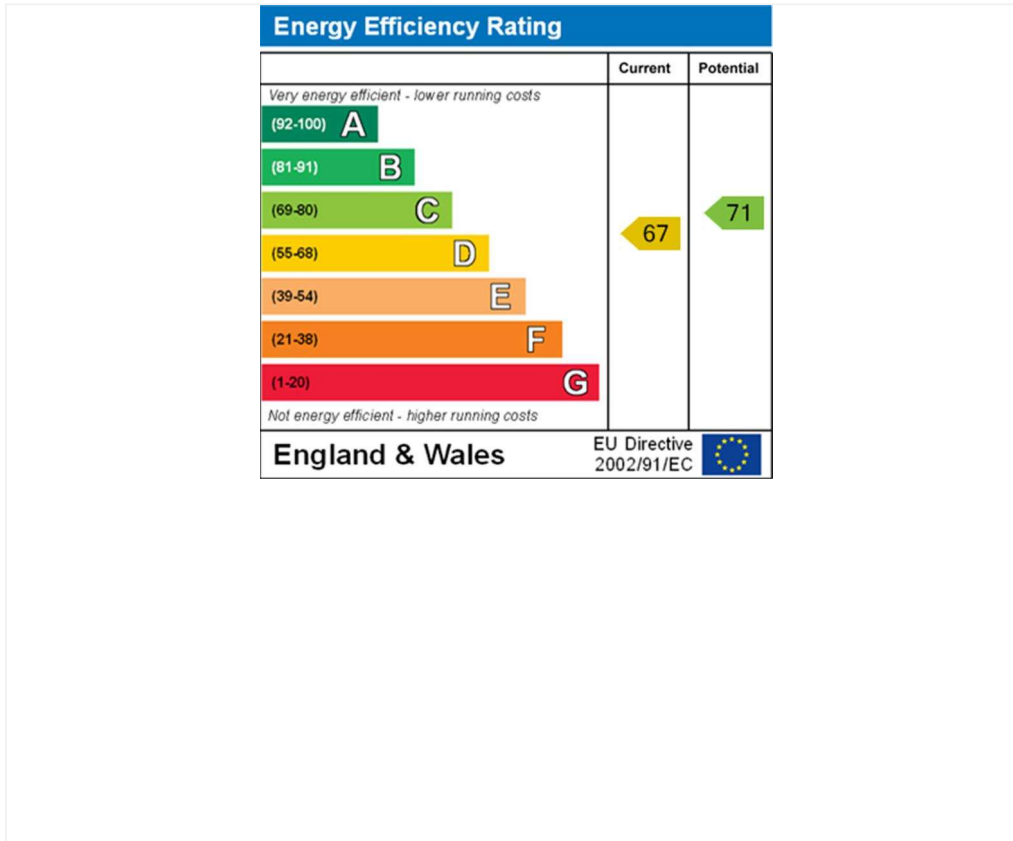 Energy Efficiency Rating
Current Potential
Very energy efficient - lower running costs
(92-100) A
(81-91) B
(69-80) C
71
(55-68) D
67
(39-54) E
(21-38) F
(1-20) G
Not energy efficient - higher running costs
England & Wales
EU Directive
2002/91/EC